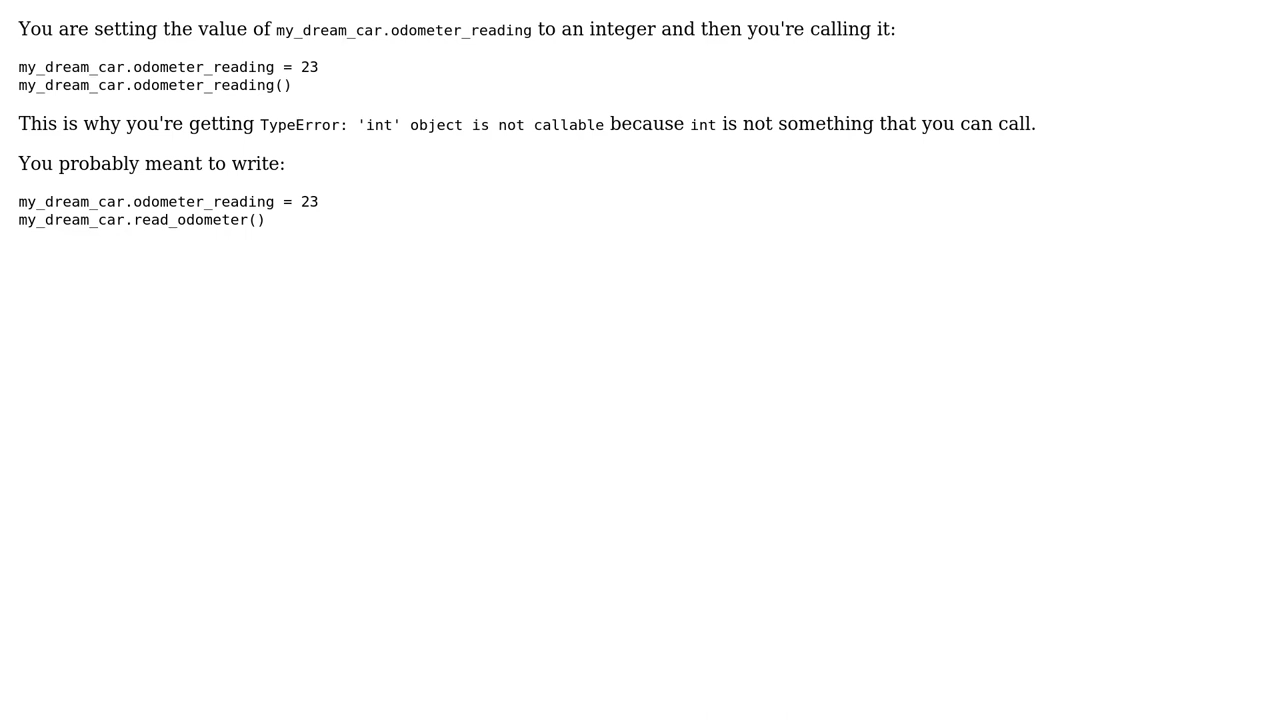 You are setting the value of my_dream_car.odometer_reading to an integer and then you're calling it:
my_dream_car.odometer_reading = 23
my_dream_car.odometer_reading()
This is why you're getting TypeError: 'int' object is not callable because int is not something that you can call.
You probably meant to write:
my_dream_car.odometer_reading = 23
my_dream_car.read_odometer()